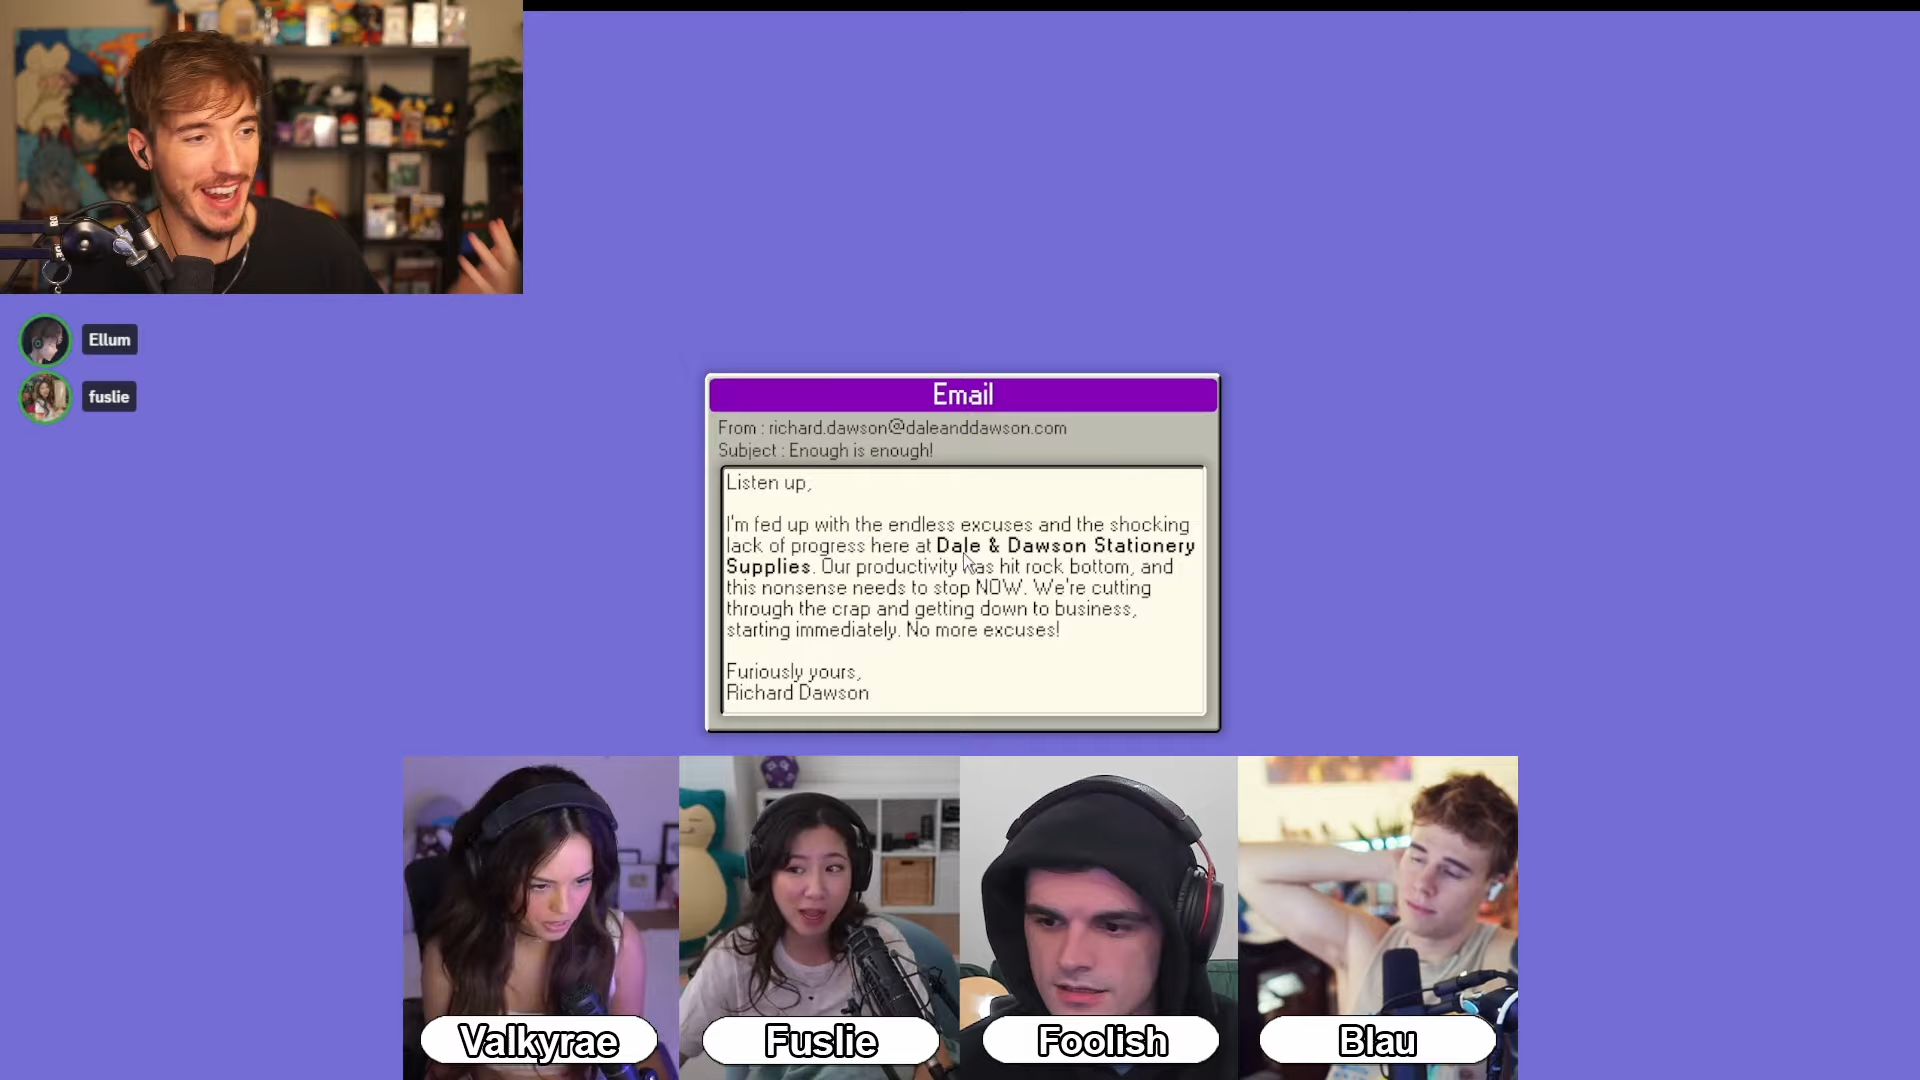 Ellum
fuslie
Email
From : richard.dawson@daleanddawson.com
Subject : Enough is enough!
Listen up,
I'm fed up with the endless excuses and the shocking
lack of progress here at Dale & Dawson Stationery
Supplies. Our productivity has hit rock bottom, and
this nonsense needs to stop NOW. We're cutting
through the crap and getting down to business,
starting immediately. No more excuses!
Furiously yours,
Richard Dawson
Valkyrae
Fuslie
Foolish
Blau